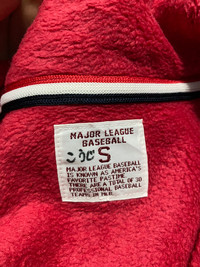 MAJOR LEAGUE
BASEBALL
S
MAJOR LEAGUE BASEBALL
IS KNOWN AS AMERICA'S
FAVORITE PASTIME
THERE ARE A TOTAL OF 30
PROFESSIONAL BASEBALL
TEAMS IN MLB